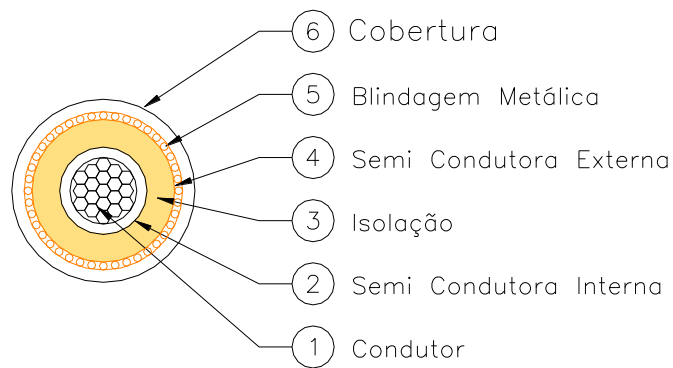 6 Cobertura
5 Blindagem Metálica
4 Semi Condutora Externa
3 Isolação
2 Semi Condutora Interna
1 Condutor